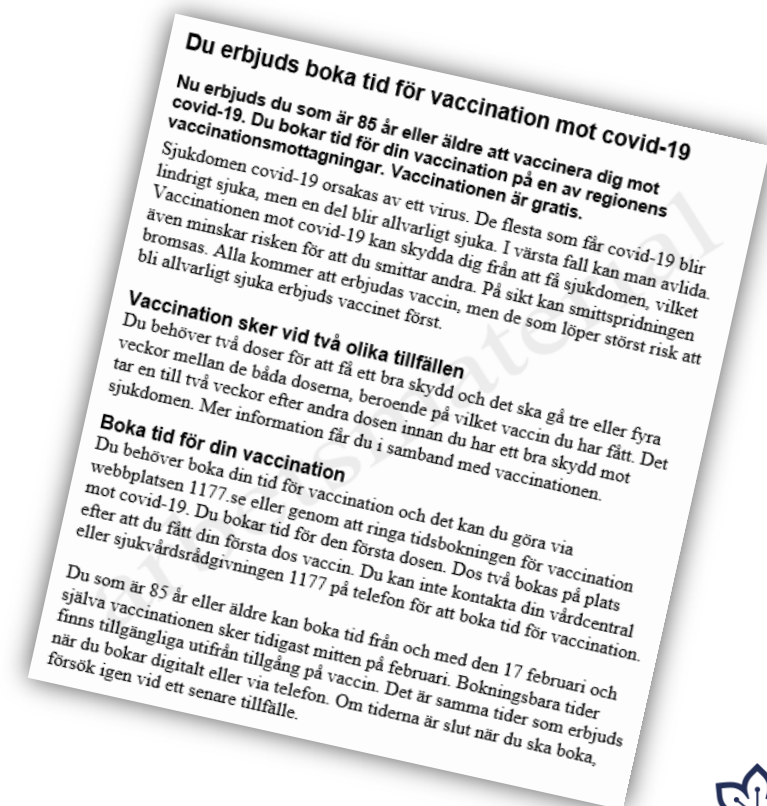 Du erbjuds boka tid för vaccination mot covid-19
Nu erbjuds du som är 85 år eller äldre att vaccinera dig mot
covid-19. Du bokar tid för din vaccination på en av regionens
vaccinationsmottagningar. Vaccinationen är gratis.
Sjukdomen covid-19 orsakas av ett virus. De flesta som får covid-19 blir
lindrigt sjuka, men en del blir allvarligt sjuka. I värsta fall kan man avlida.
Vaccinationen mot covid-19 kan skydda dig från att få sjukdomen, vilket
även minskar risken för att du smittar andra. På sikt kan smittspridningen
bromsas. Alla kommer att erbjudas vaccin, men de som löper störst risk att
bli allvarligt sjuka erbjuds vaccinet först.
Vaccination sker vid två olika tillfällen
Du behöver två doser för att få ett bra skydd och det ska gå tre eller fyra
veckor mellan de båda doserna, beroende på vilket vaccin du har fått. Det
tar en till två veckor efter andra dosen innan du har ett bra skydd mot
sjukdomen. Mer information får du i samband med vaccinationen.
Boka tid för din vaccination
Du behöver boka din tid för vaccination och det kan du göra via
webbplatsen 1177.se eller genom att ringa tidsbokningen för vaccination
mot covid-19. Du bokar tid för den första dosen. Dos två bokas på plats
efter att du fått din första dos vaccin. Du kan inte kontakta din vårdcentral
eller sjukvårdsrådgivningen 1177 på telefon för att boka tid för vaccination.
Du som är 85 år eller äldre kan boka tid från och med den 17 februari och
själva vaccinationen sker tidigast mitten på februari. Bokningsbara tider
finns tillgängliga utifrån tillgång på vaccin. Det är samma tider som erbjuds
när du bokar digitalt eller via telefon. Om tiderna är slut när du ska boka,
försök igen vid ett senare tillfälle.
arbetsmaterial